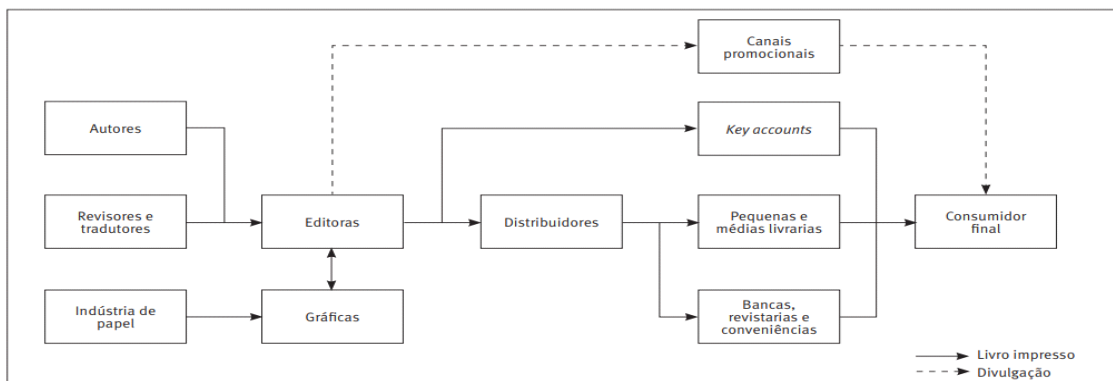 Canais
promocionais
Autores
Key accounts
Revisores e
tradutores
Editoras
Distribuidores
Pequenas e
médias livrarias
Consumidor
final
Indústria de
papel
Gráficas
Bancas,
revistarias e
conveniências
Livro impresso
Divulgação